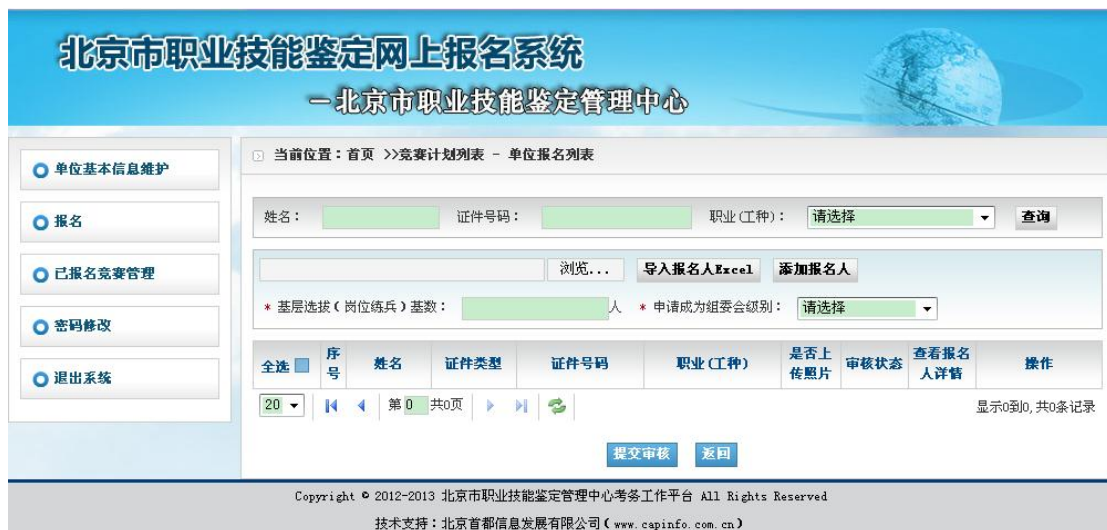 北京市职业技能鉴定网上报名系统
—北京市职业技能鉴定管理中心
单位基本信息维护
报名
已报名竞赛管理
密码修改
退出系统
当前位置：首页 >>竞赛计划列表 - 单位报名列表
姓名： 证件号码： 职业(工种)： 请选择 查询
浏览... 导入报名人Excel 添加报名人
* 基层选拔(岗位练兵)基数： 人 * 申请成为组委会级别： 请选择
全选 序号 姓名 证件类型 证件号码 职业(工种) 是否上传照片 审核状态 查看报名人详情 操作
20 第 0 共0页 显示0到0, 共0条记录
提交审核 返回
Copyright © 2012-2013 北京市职业技能鉴定管理中心考务工作平台 All Rights Reserved
技术支持：北京首都信息发展有限公司(www.capinfo.com.cn)